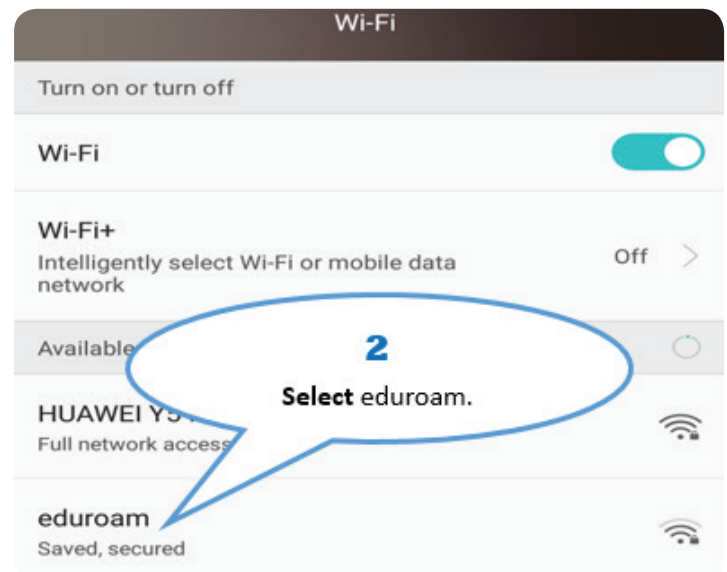 Wi-Fi
Turn on or turn off
Wi-Fi
Wi-Fi+
Intelligently select Wi-Fi or mobile data
network
Off
Available
2
Select eduroam.
HUAWEI
Full network access
eduroam
Saved, secured